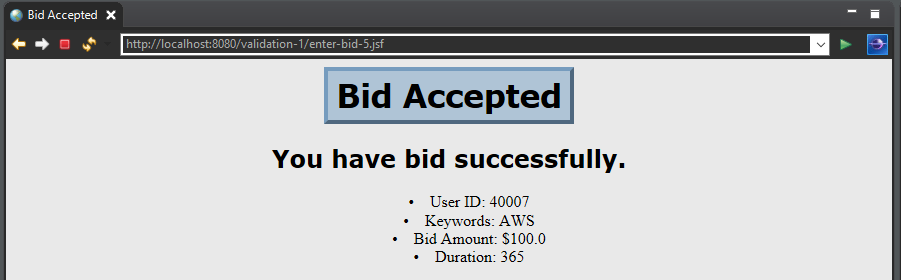 Bid Accepted
http://localhost:8080/validation-1/enter-bid-5.jsf
Bid Accepted
You have bid successfully.
• User ID: 40007
• Keywords: AWS
• Bid Amount: $100.0
• Duration: 365